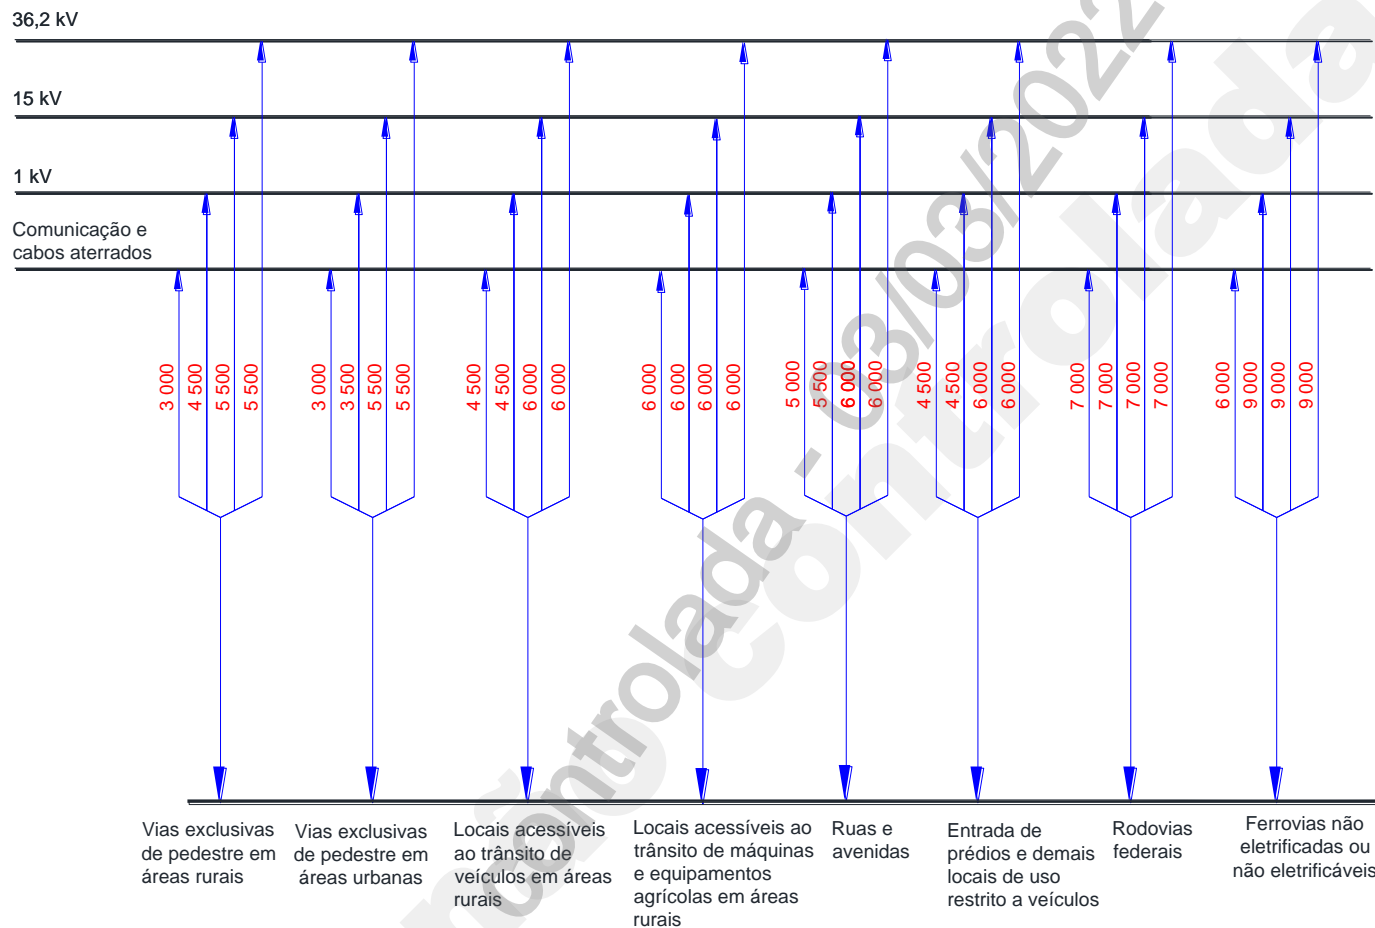 36,2 kV
15 kV
1 kV
Comunicação e
cabos aterrados
3 000
4 500
5 500
5 500
3 000
3 500
5 500
5 500
4 500
4 500
6 000
6 000
6 000
6 000
6 000
6 000
5 000
5 500
6 000
6 000
4 500
4 500
6 000
6 000
7 000
7 000
7 000
7 000
6 000
9 000
9 000
9 000
Vias exclusivas
de pedestre em
áreas rurais
Vias exclusivas
de pedestre em
áreas urbanas
Locais acessíveis
ao trânsito de
veículos em áreas
rurais
Locais acessíveis ao
trânsito de máquinas
e equipamentos
agrícolas em áreas
rurais
Ruas e
avenidas
Entrada de
prédios e demais
locais de uso
restrito a veículos
Rodovias
federais
Ferrovias não
eletrificadas ou
não eletrificáveis
não controlada
controlada - 03/03/2022